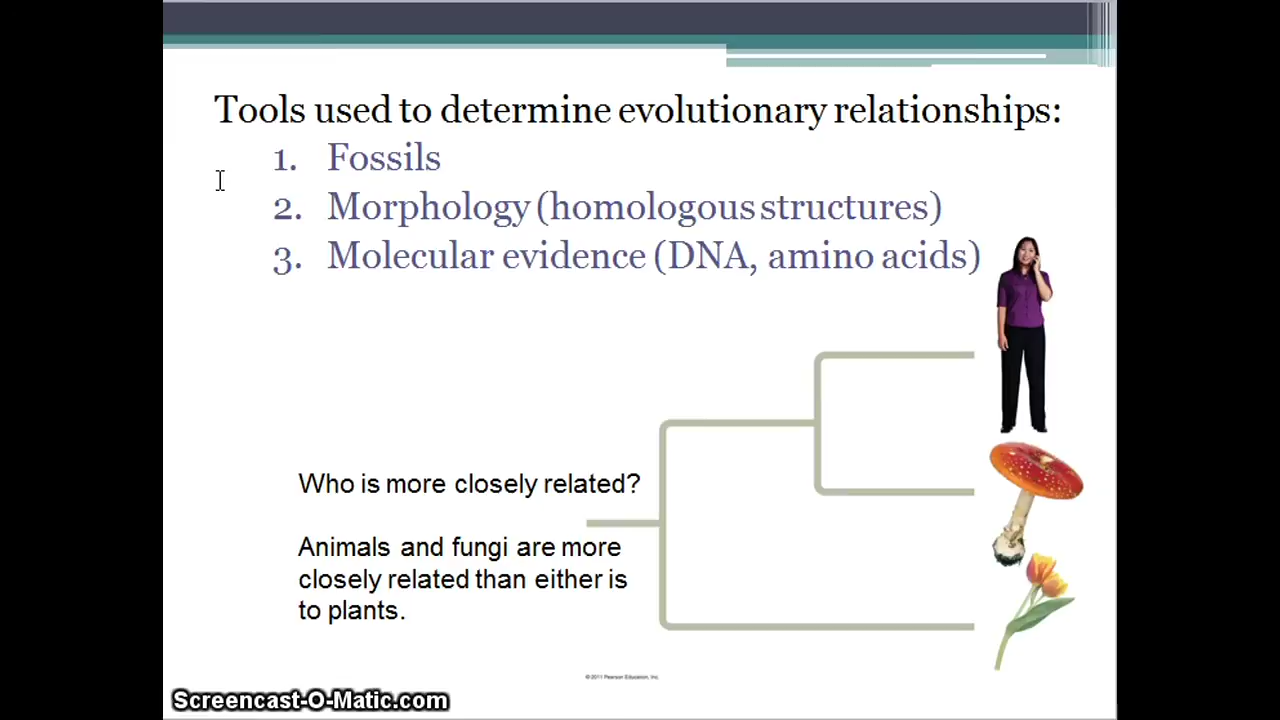 Tools used to determine evolutionary relationships:
1. Fossils
2. Morphology (homologous structures)
3. Molecular evidence (DNA, amino acids)
Who is more closely related?
Animals and fungi are more
closely related than either is
to plants.
© 2011 Pearson Education, Inc.
Screencast-O-Matic.com